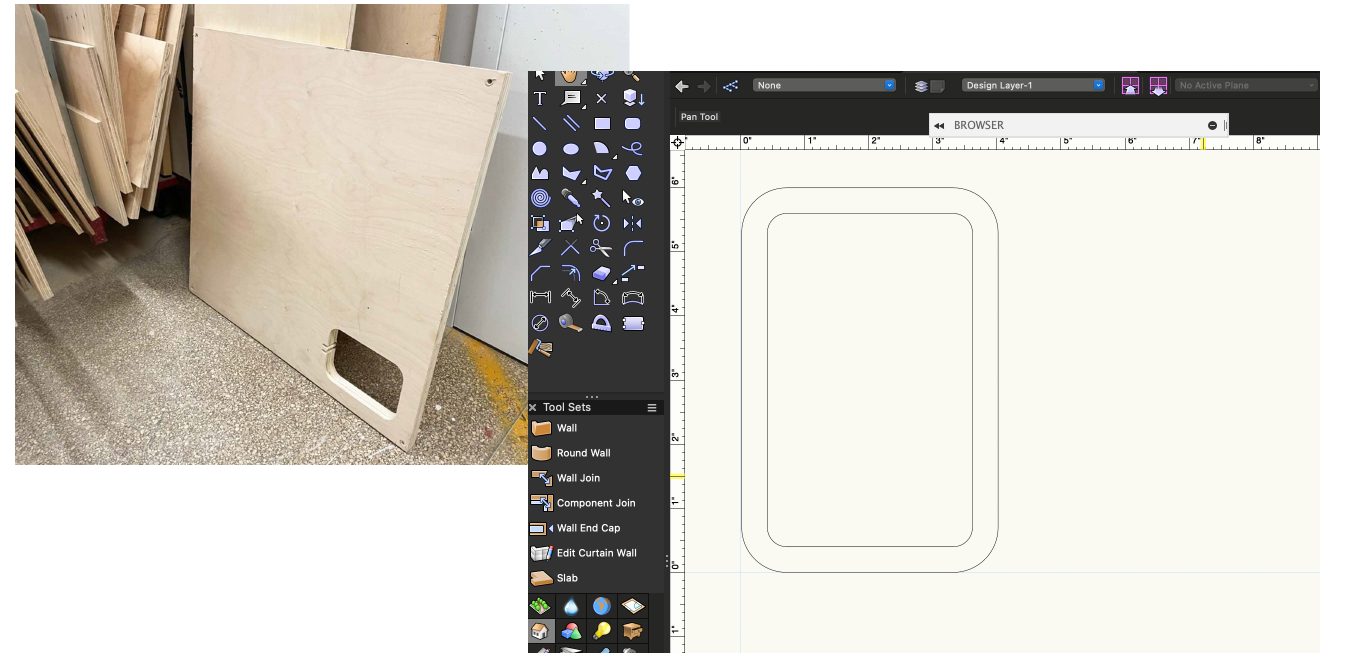 None
Design Layer-1
No Active Plane
Pan Tool
BROWSER
0" 1" 2" 3" 4" 5" 6" 7" 8"
6"
5"
4"
3"
2"
1"
0"
1"
Tool Sets
Wall
Round Wall
Wall Join
Component Join
Wall End Cap
Edit Curtain Wall
Slab